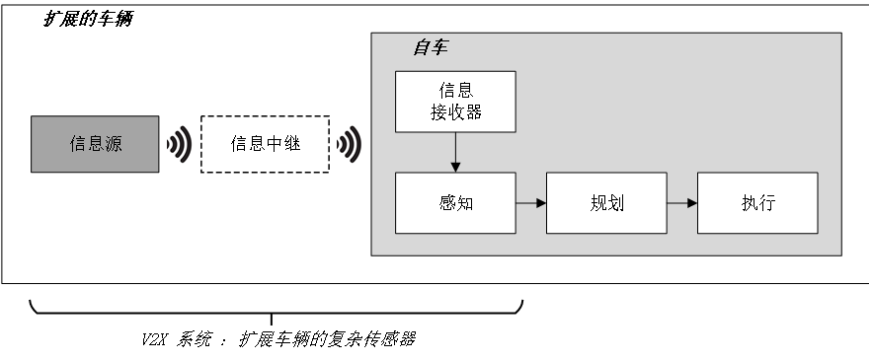 扩展的车辆
自车
信息
接收器
信息源
信息中继
感知
规划
执行
V2X 系统 : 扩展车辆的复杂传感器